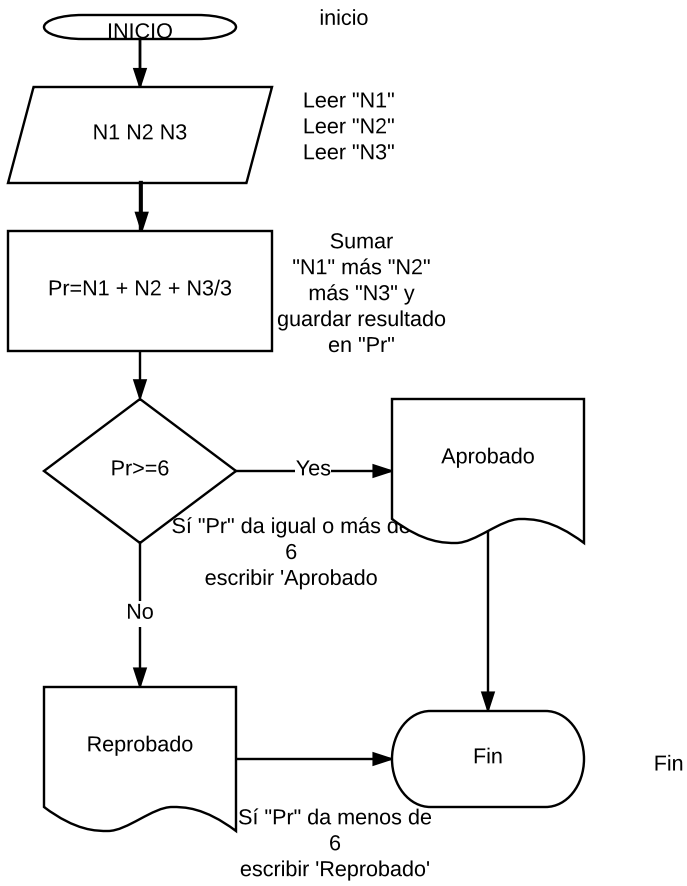 INICIO
inicio
N1 N2 N3
Leer "N1"
Leer "N2"
Leer "N3"
Pr=N1 + N2 + N3/3
Sumar
"N1" más "N2"
más "N3" y
guardar resultado
en "Pr"
Pr>=6
Yes
Aprobado
Sí "Pr" da igual o más de
6
escribir 'Aprobado
No
Reprobado
Fin
Fin
Sí "Pr" da menos de
6
escribir 'Reprobado'